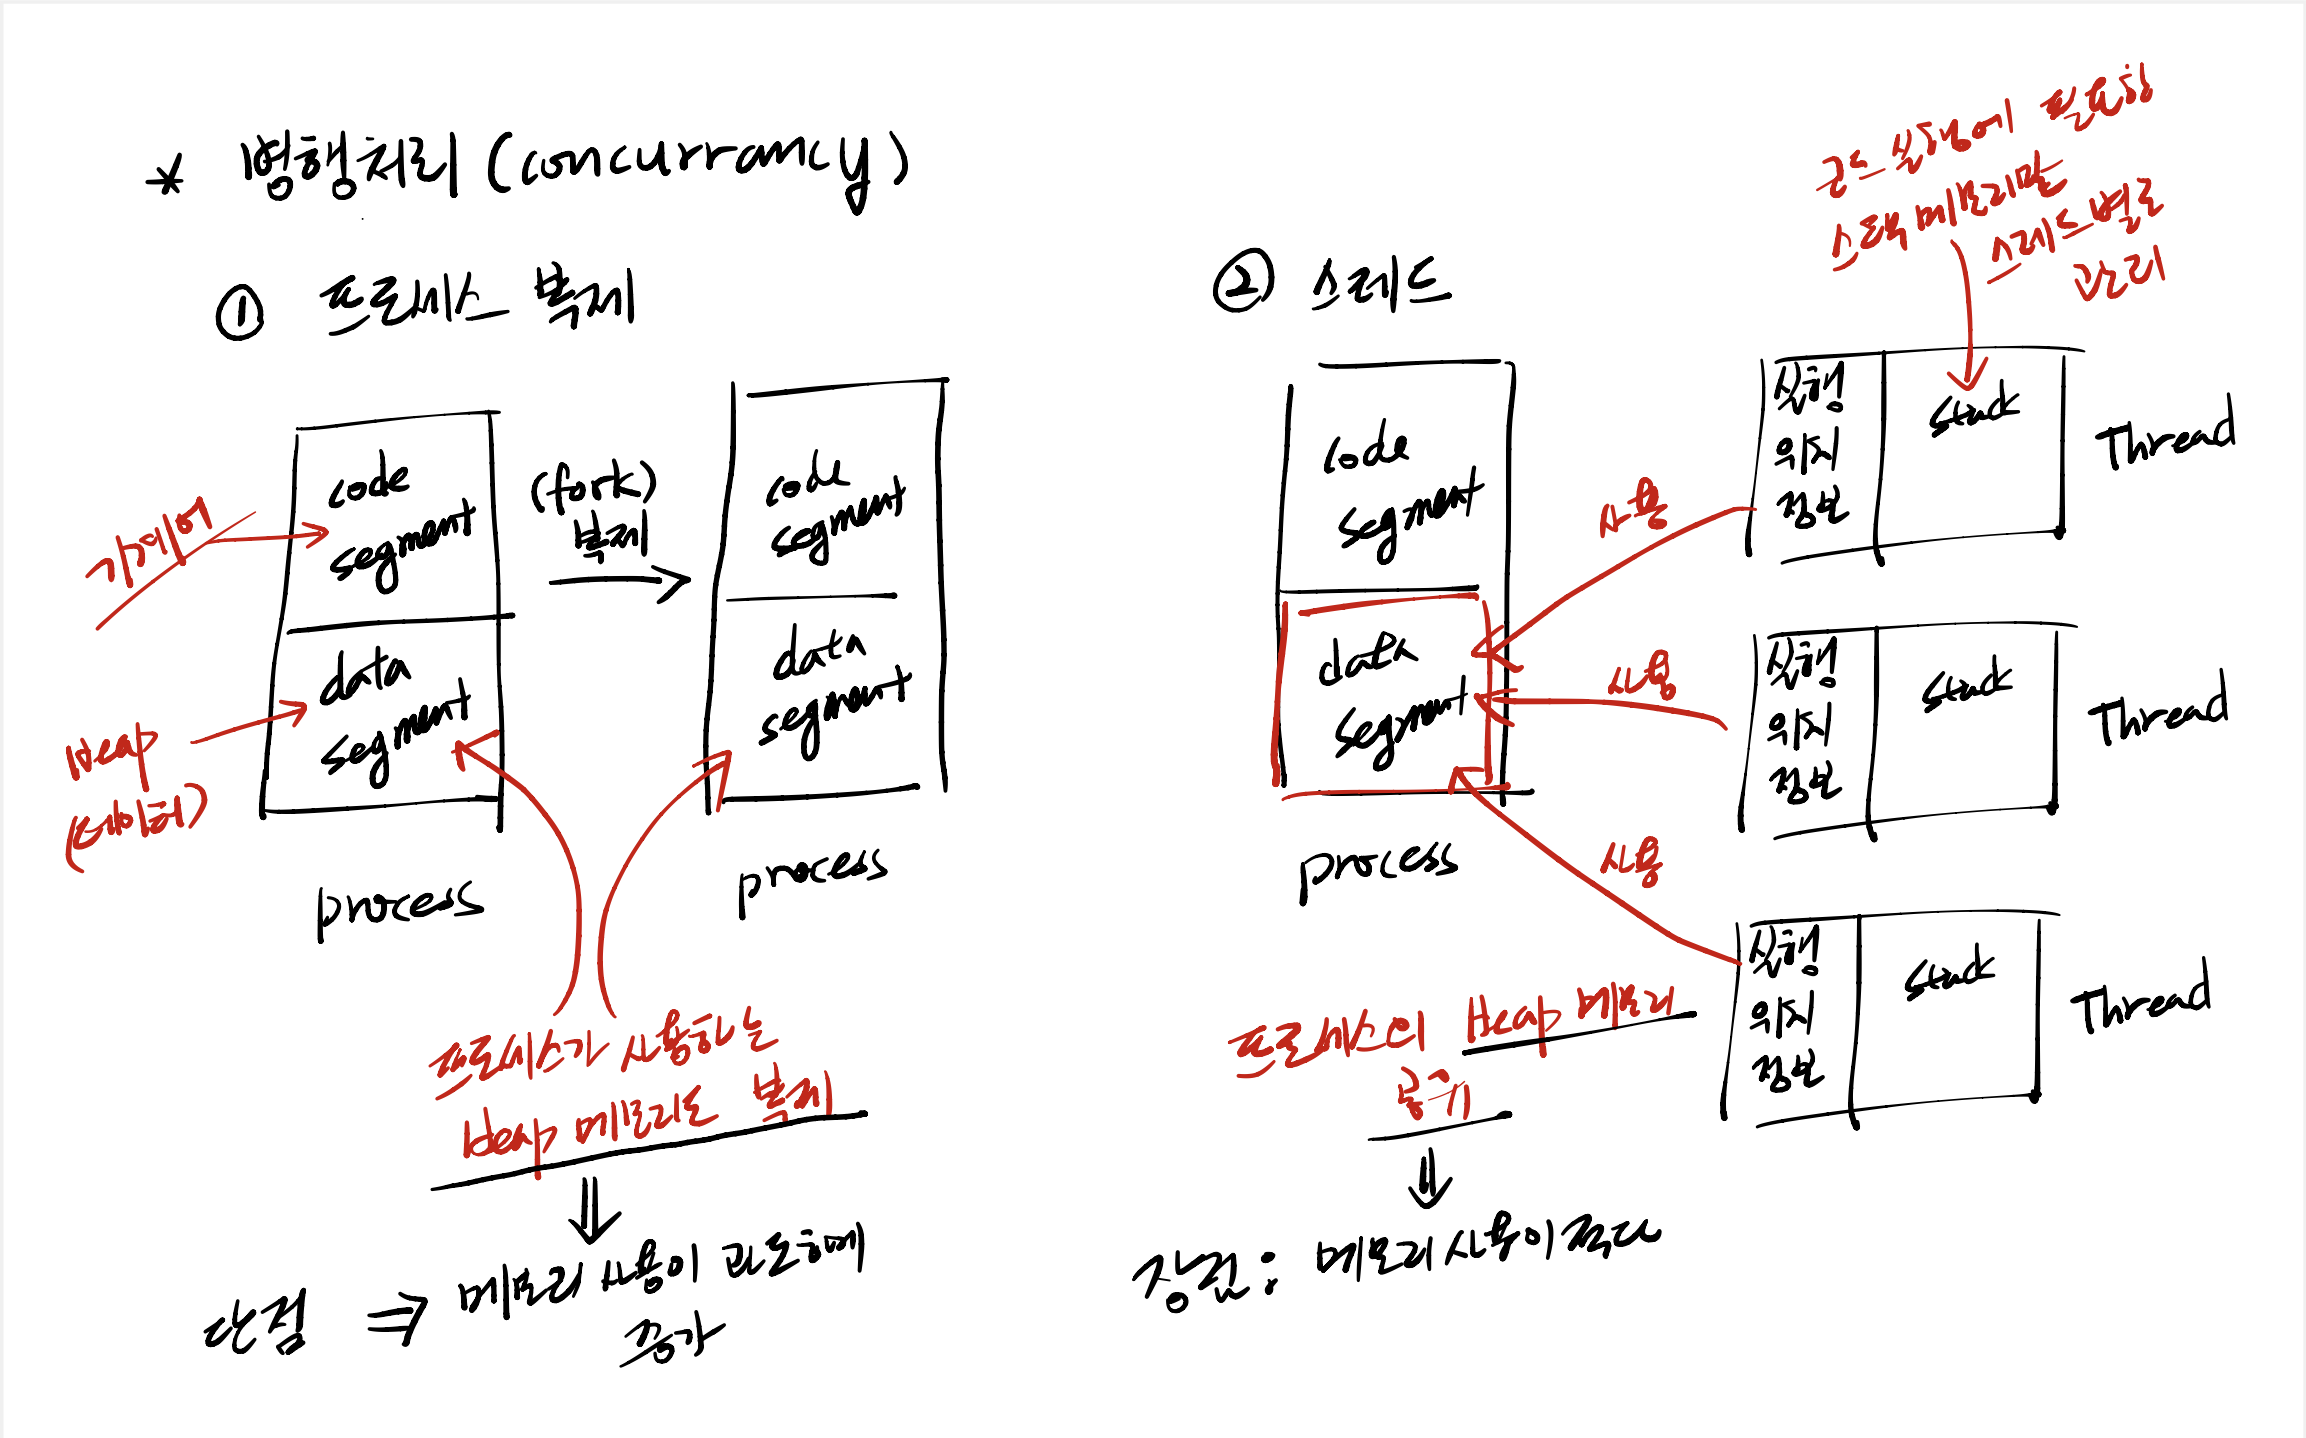 * 병행처리 (concurrancy)
① 프로세스 복제
code
segment
data
segment
process
기계어
Heap
(데이터)
(fork)
복제
code
segment
data
segment
process
프로세스가 사용하는
Heap 메모리도 복제
⇓
단점 ⇒ 메모리 사용이 과도하게
증가
② 스레드
code
segment
data
segment
process
사용
사용
사용
코드 실행에 필요한
스택 메모리만
스레드 별로
관리
실행
위치
정보
stack
Thread
실행
위치
정보
stack
Thread
실행
위치
정보
stack
Thread
프로세스의 Heap 메모리
공유
⇓
장점: 메모리 사용이 적다